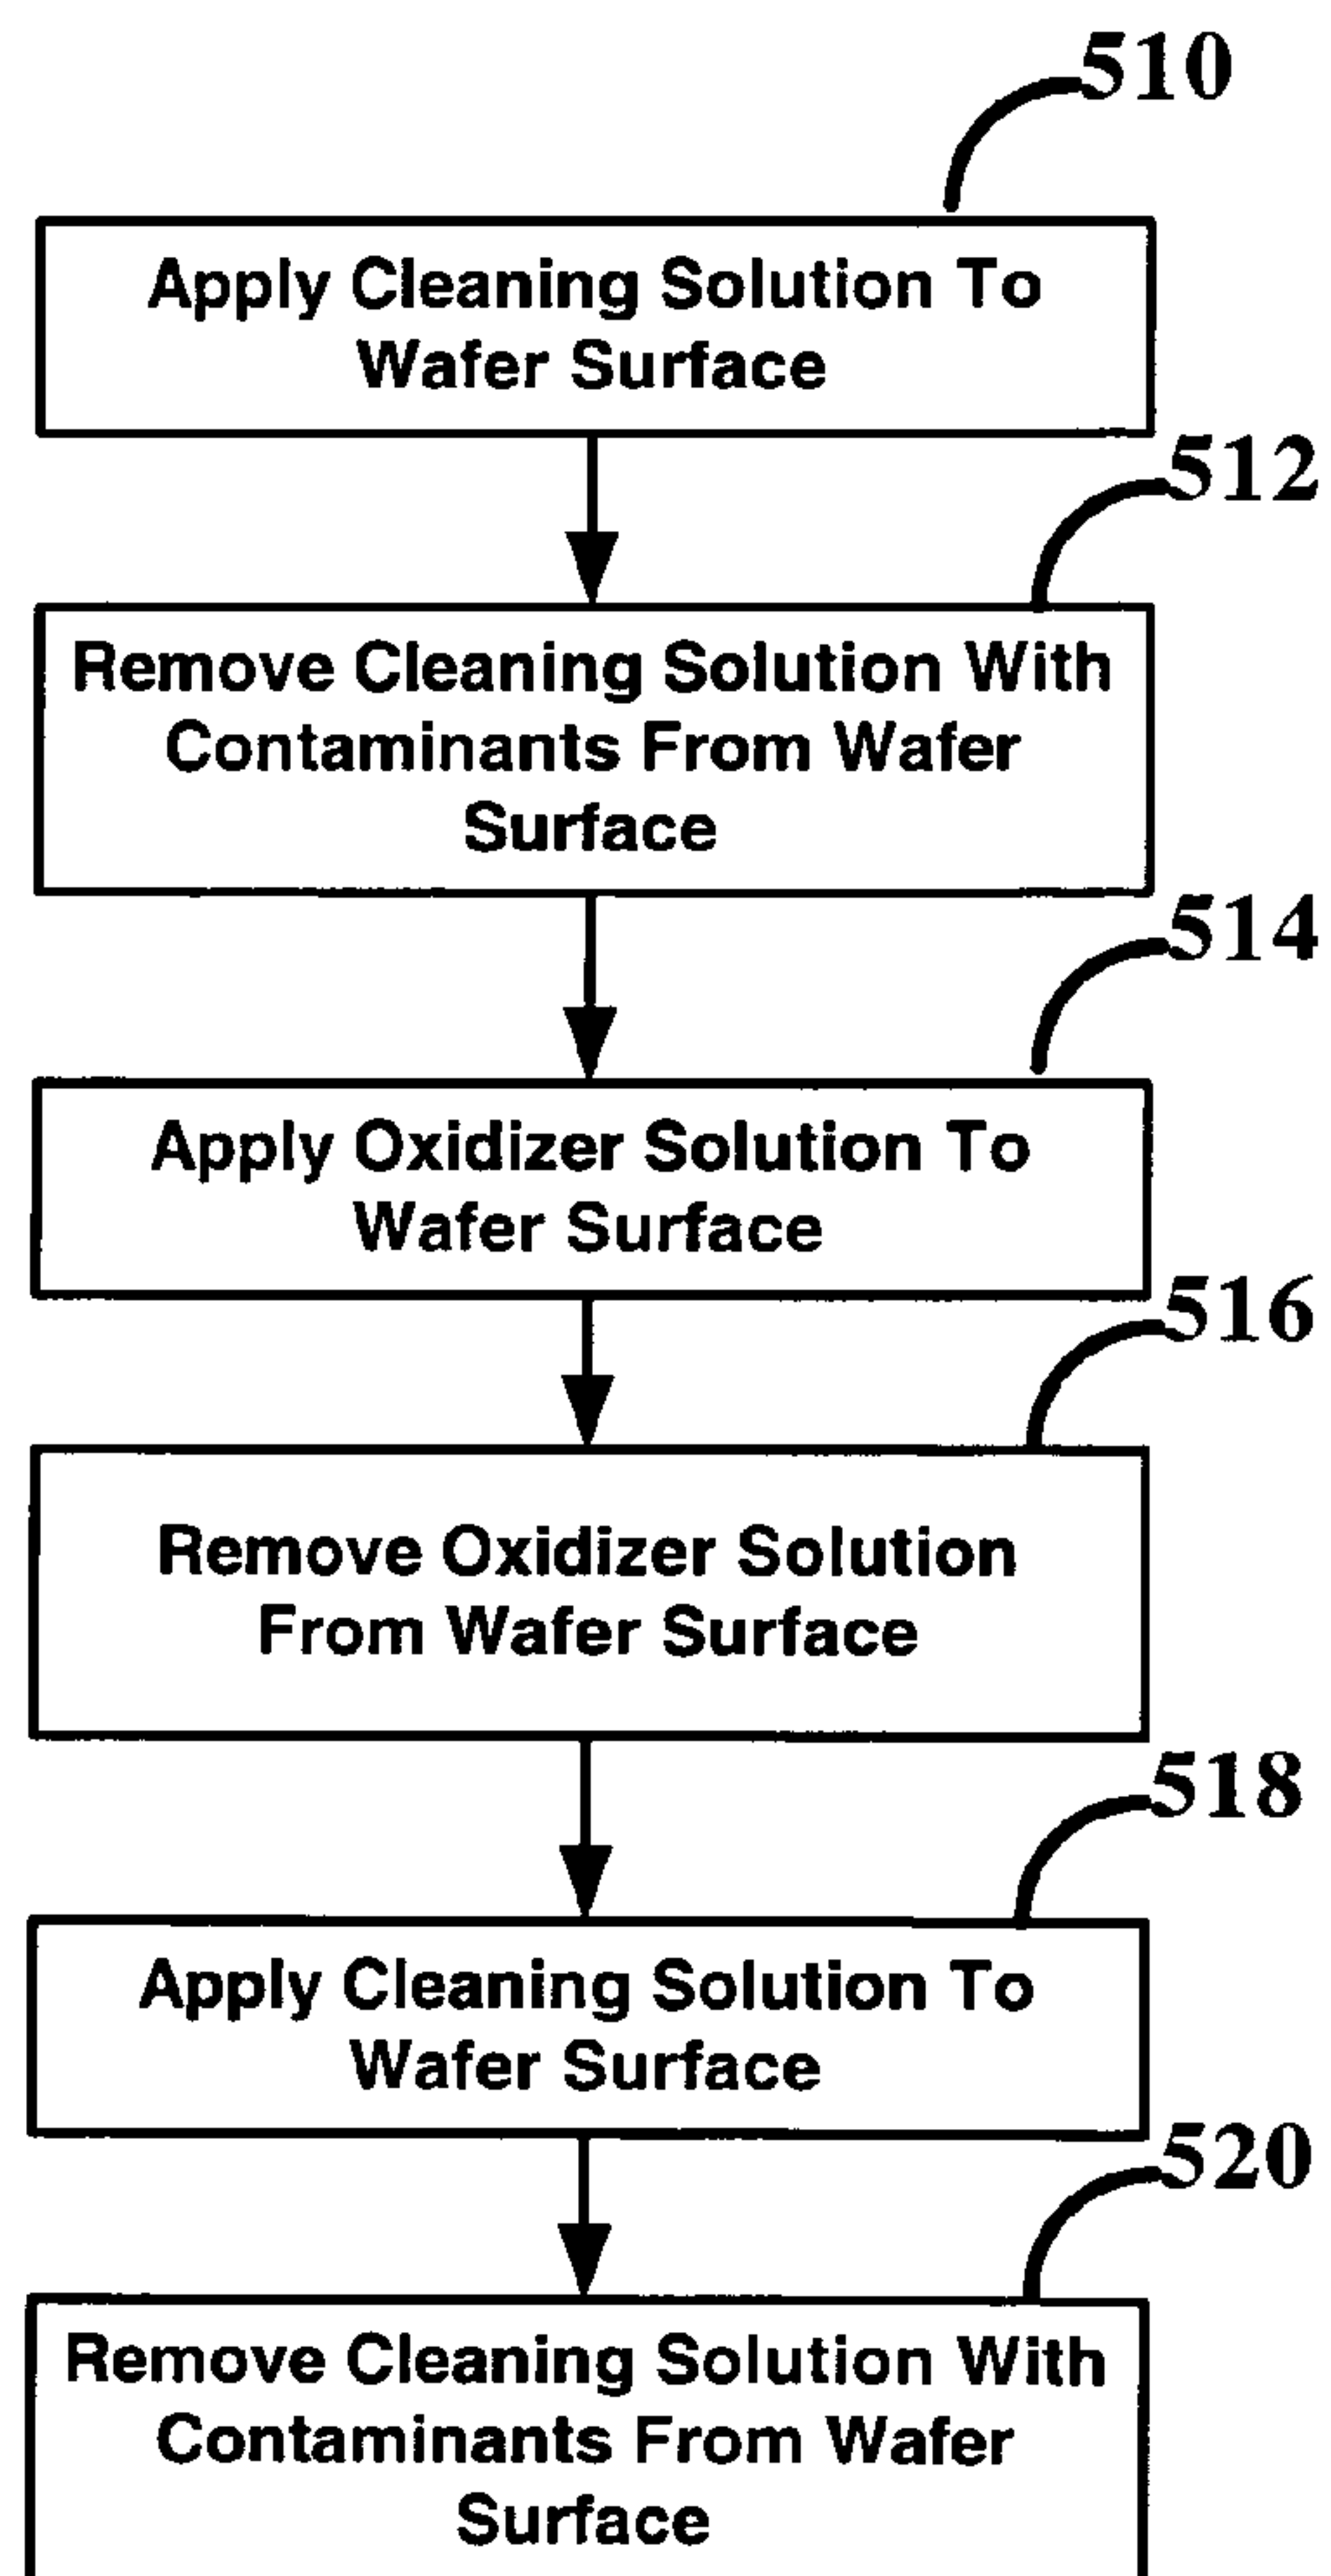 510
Apply Cleaning Solution To
Wafer Surface
512
Remove Cleaning Solution With
Contaminants From Wafer
Surface
514
Apply Oxidizer Solution To
Wafer Surface
516
Remove Oxidizer Solution
From Wafer Surface
518
Apply Cleaning Solution To
Wafer Surface
520
Remove Cleaning Solution With
Contaminants From Wafer
Surface